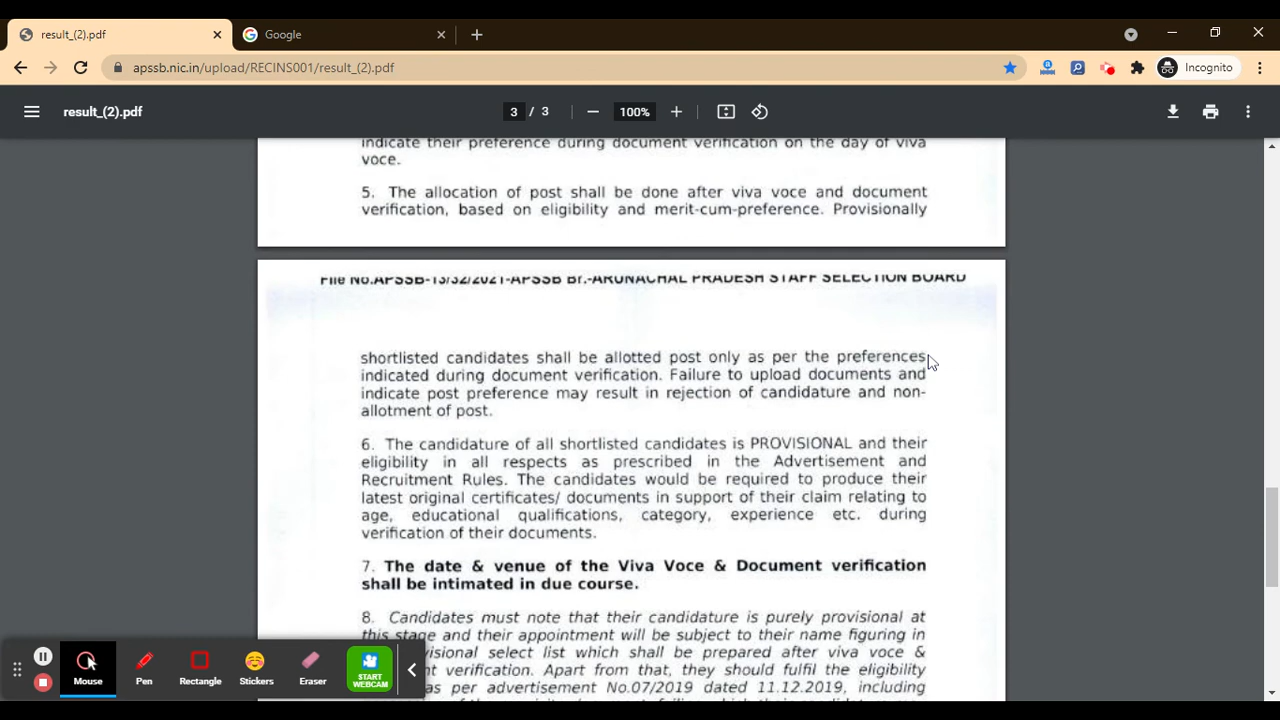 result_(2).pdf
Google
apssb.nic.in/upload/RECINS001/result_(2).pdf
Incognito
result_(2).pdf
3 / 3
100%
indicate their preference during document verification on the day of viva
voce.
5. The allocation of post shall be done after viva voce and document
verification, based on eligibility and merit-cum-preference. Provisionally
File No.APSSB-13/32/2021-APSSB Br.-ARUNACHAL PRADESH STAFF SELECTION BOARD
shortlisted candidates shall be allotted post only as per the preferences
indicated during document verification. Failure to upload documents and
indicate post preference may result in rejection of candidature and non-
allotment of post.
6. The candidature of all shortlisted candidates is PROVISIONAL and their
eligibility in all respects as prescribed in the Advertisement and
Recruitment Rules. The candidates would be required to produce their
latest original certificates/ documents in support of their claim relating to
age, educational qualifications, category, experience etc. during
verification of their documents.
7. The date & venue of the Viva Voce & Document verification
shall be intimated in due course.
8. Candidates must note that their candidature is purely provisional at
this stage and their appointment will be subject to their name figuring in
visional select list which shall be prepared after viva voce &
nt verification. Apart from that, they should fulfil the eligibility
as per advertisement No.07/2019 dated 11.12.2019, including
Mouse
Pen
Rectangle
Stickers
Eraser
START
WEBCAM